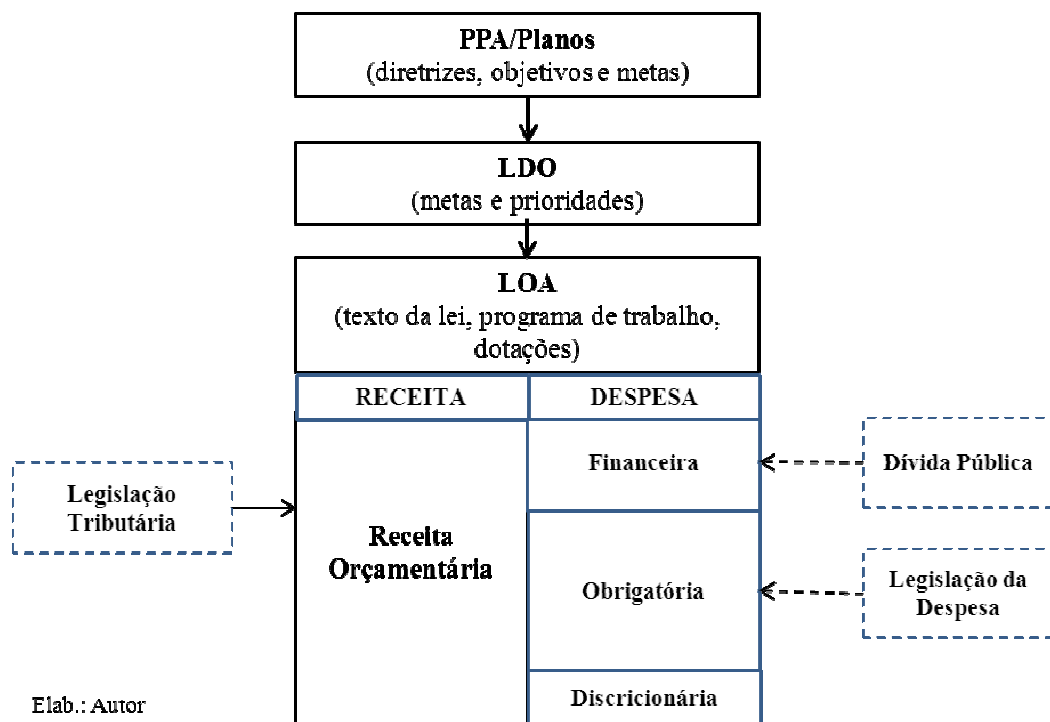 PPA/Planos
(diretrizes, objetivos e metas)
LDO
(metas e prioridades)
LOA
(texto da lei, programa de trabalho,
dotações)
RECEITA
DESPESA
Financeira
Dívida Pública
Legislação
Tributária
Receita
Orçamentária
Obrigatória
Legislação da
Despesa
Discricionária
Elab.: Autor